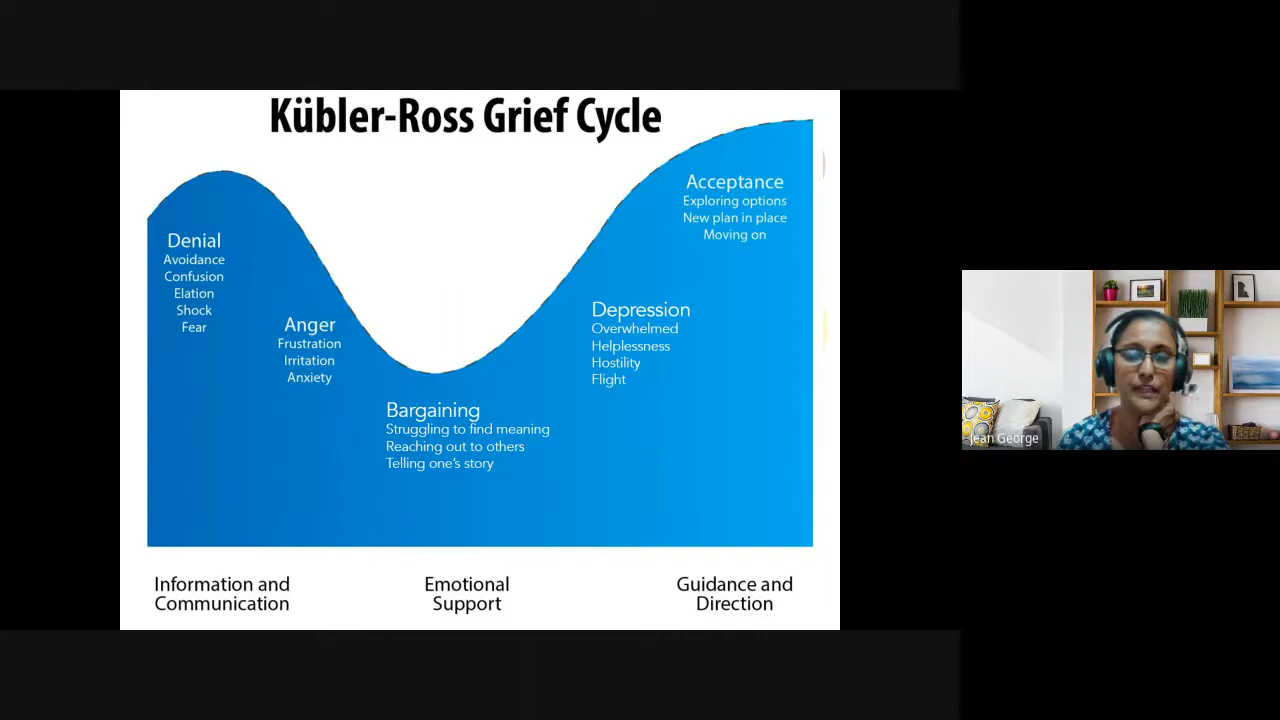 Kübler-Ross Grief Cycle
Denial
Avoidance
Confusion
Elation
Shock
Fear
Anger
Frustration
Irritation
Anxiety
Bargaining
Struggling to find meaning
Reaching out to others
Telling one's story
Depression
Overwhelmed
Helplessness
Hostility
Flight
Acceptance
Exploring options
New plan in place
Moving on
Information and
Communication
Emotional
Support
Guidance and
Direction
Jean George